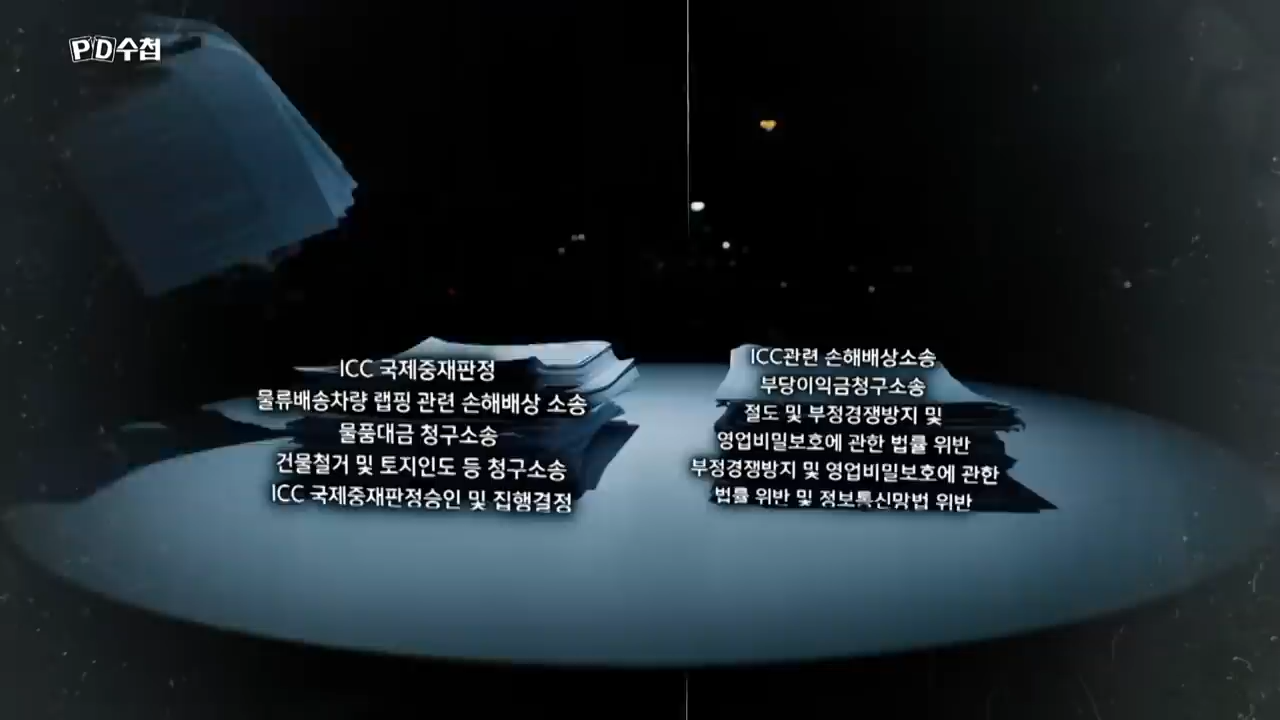 PD수첩
ICC 국제중재판정
물류배송차량 랩핑 관련 손해배상 소송
물품대금 청구소송
건물철거 및 토지인도 등 청구소송
ICC 국제중재판정승인 및 집행결정
ICC관련 손해배상소송
부당이익금청구소송
절도 및 부정경쟁방지 및
영업비밀보호에 관한 법률 위반
부정경쟁방지 및 영업비밀보호에 관한
법률 위반 및 정보통신망법 위반